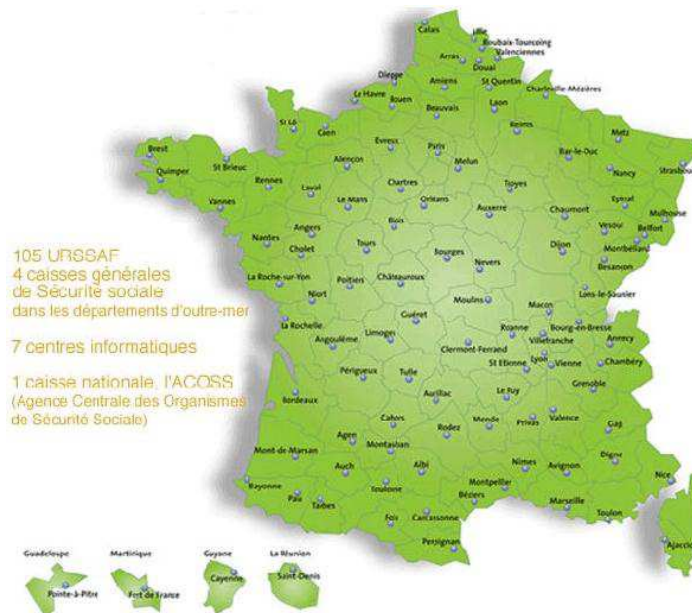 Calais
Lille
Roubaix-Tourcoing
Valenciennes
Arras
Douai
Dieppe
Amiens
St Quentin
Charleville-Mézières
Le Havre
Rouen
Beauvais
Laon
St Lô
Caen
Reims
Metz
Evreux
Paris
Bar-le-Duc
Brest
St Brieuc
Alençon
Melun
Nancy
Strasbou
Quimper
Rennes
Laval
Chartres
Troyes
Vannes
Le Mans
Orléans
Auxerre
Chaumont
Epinal
Mulhouse
Blois
Vesoul
Belfort
Angers
Nantes
Cholet
Tours
Bourges
Dijon
Montbéliard
Nevers
Besancon
105 URSSAF
4 caisses générales
de Sécurité sociale
dans les départements d'outre-mer
7 centres informatiques
1 caisse nationale, l'ACOSS
(Agence Centrale des Organismes
de Sécurité Sociale)
La Roche-sur-Yon
Poitiers
Châteauroux
Niort
Moulins
Lons-le-Saunier
Macon
La Rochelle
Guéret
Roanne
Bourg-en-Bresse
Angoulème
Limoges
Clermont-Ferrand
Villefranche
Annecy
Lyon
St Etienne
Vienne
Chambéry
Périgueux
Tulle
Grenoble
Bordeaux
Aurillac
Le Puy
Cahors
Mende
Privas
Valence
Agen
Rodez
Gap
Mont-de-Marsan
Montauban
Auch
Albi
Nimes
Avignon
Digne
Bayonne
Toulouse
Montpellier
Nice
Pau
Tarbes
Béziers
Marseille
Foix
Carcassonne
Toulon
Perpignan
Ajaccio
Guadeloupe
Martinique
Guyane
La Réunion
Pointe-à-Pitre
Fort de France
Cayenne
Saint-Denis